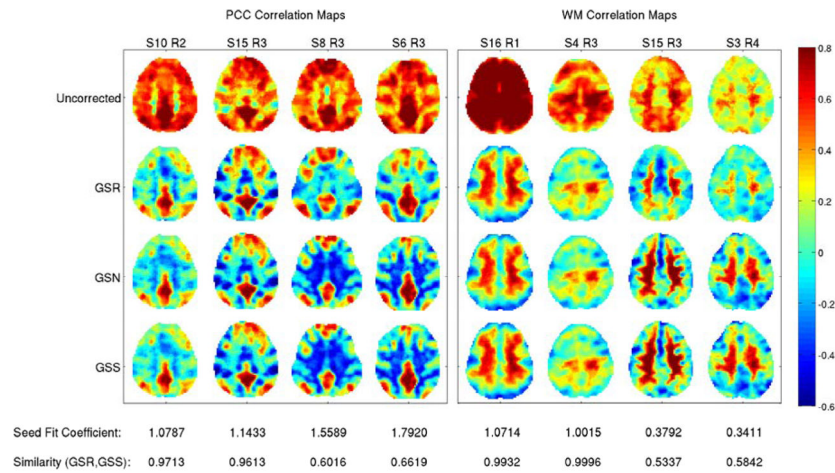 PCC Correlation Maps WM Correlation Maps
S10 R2 S15 R3 S8 R3 S6 R3 S16 R1 S4 R3 S15 R3 S3 R4
0.8
Uncorrected
0.6
0.4
GSR
0.2
0
GSN
-0.2
GSS
-0.4
-0.6
Seed Fit Coefficient: 1.0787 1.1433 1.5589 1.7920 1.0714 1.0015 0.3792 0.3411
Similarity (GSR,GSS): 0.9713 0.9613 0.6016 0.6619 0.9932 0.9996 0.5337 0.5842